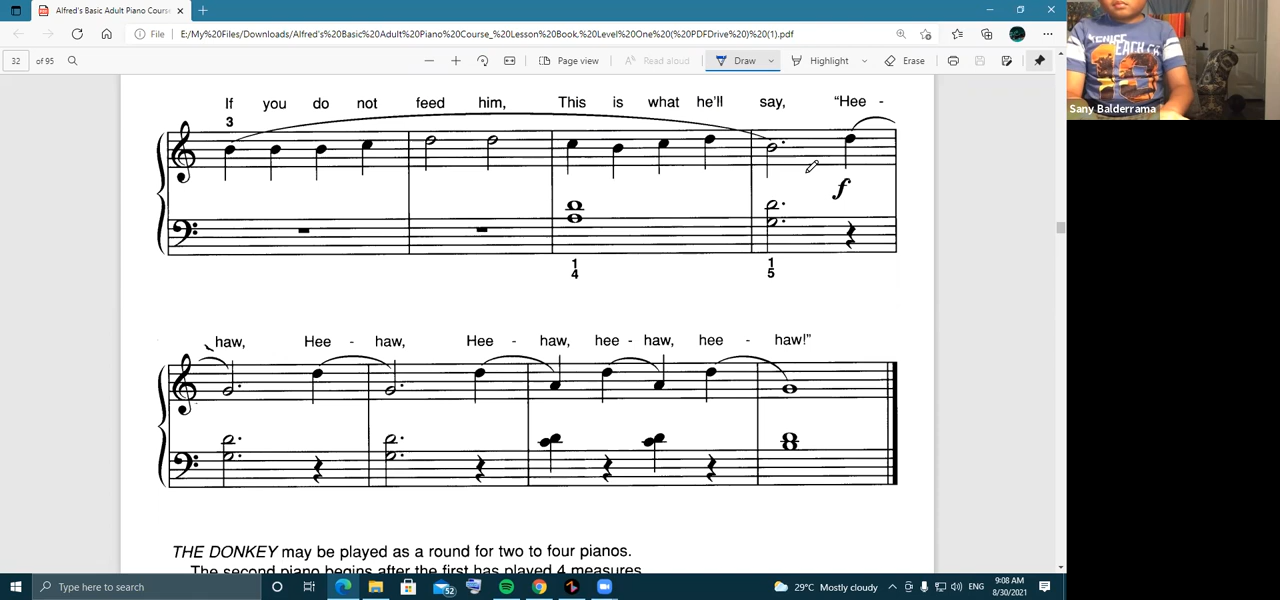 Alfred's Basic Adult Piano Cours
File E:/My%20Files/Downloads/Alfred's%20Basic%20Adult%20Piano%20Course_%20Lesson%20Book.%20Level%20One%20(%20PDFDrive%20)%20(1).pdf
32 of 95 Page view Read aloud Draw Highlight Erase
If you do not feed him, This is what he'll say, “Hee -
3
f
1 1
4 5
haw, Hee - haw, Hee - haw, hee - haw, hee - haw!”
THE DONKEY may be played as a round for two to four pianos.
The second piano begins after the first has played 4 measures.
Sany Balderrama
Type here to search 52 29°C Mostly cloudy ENG 9:08 AM
8/30/2021